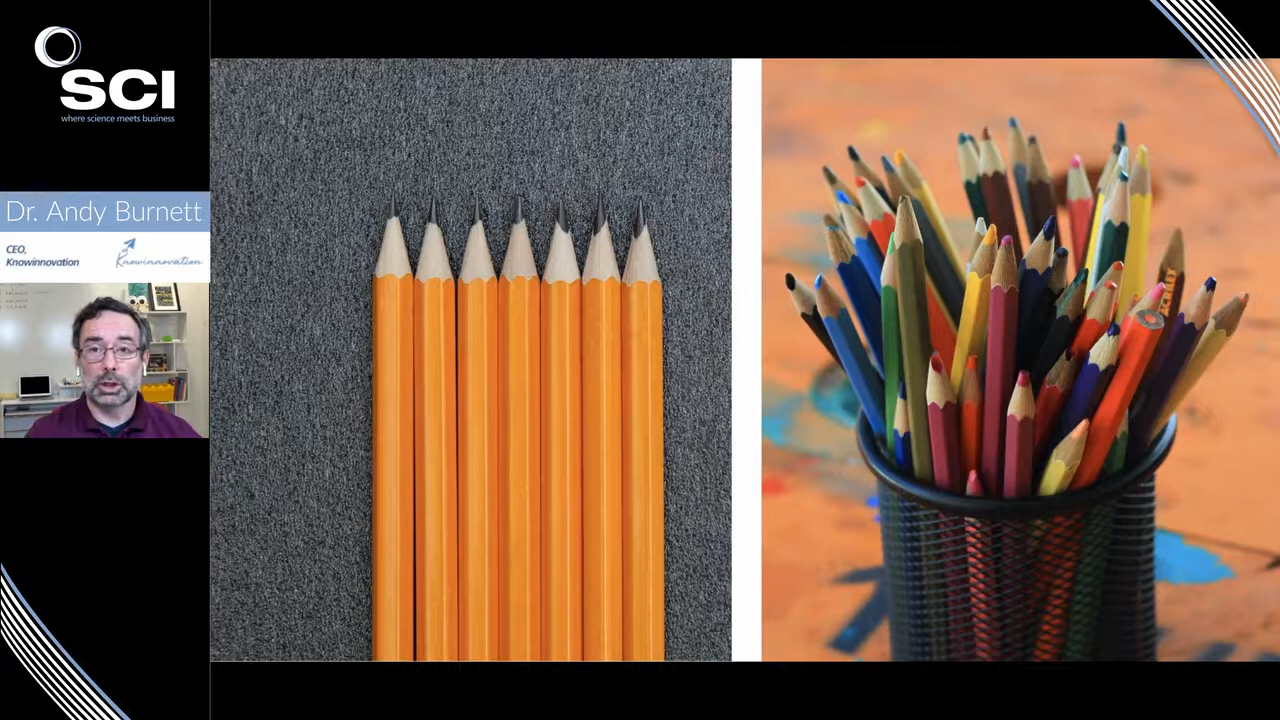 SCI
where science meets business
Dr. Andy Burnett
CEO,
Knowinnovation
Knowinnovation